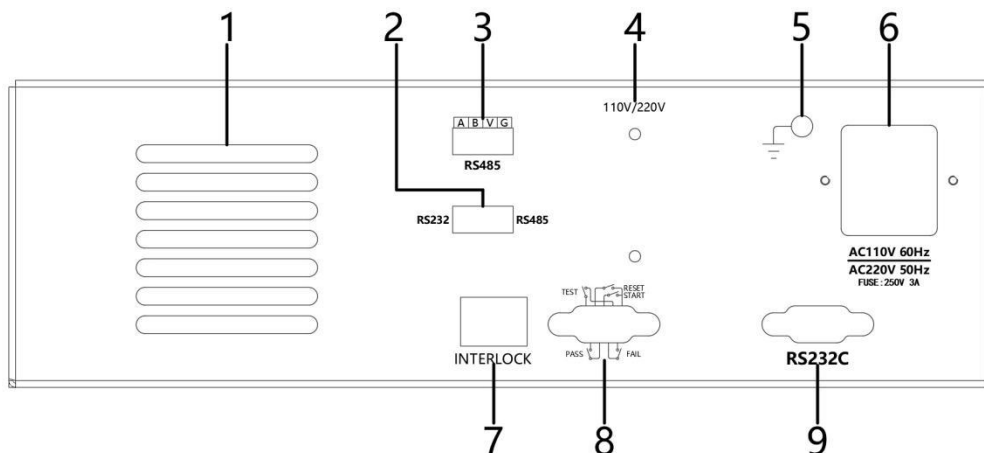 1 2 3 4 5 6
110V/220V
A B V G
RS485
RS232 RS485
AC110V 60Hz
AC220V 50Hz
FUSE:250V 3A
TEST RESET
START
INTERLOCK
PASS FAIL
RS232C
7 8 9